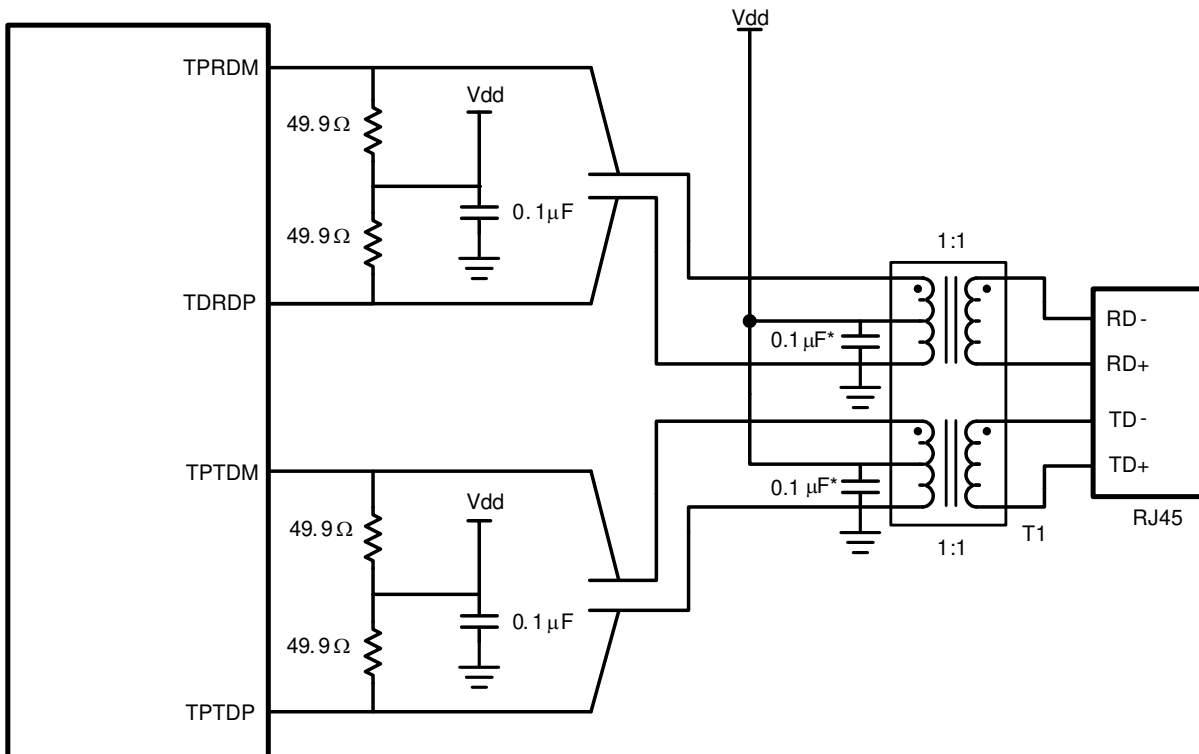 Vdd
TPRDM
Vdd
49.9Ω
0.1µF
49.9Ω
1:1
TDRDP
RD-
0.1µF*
RD+
TD-
TPTDM
TD+
0.1 µF*
Vdd
RJ45
49.9Ω
T1
1:1
0.1µF
49.9Ω
TPTDP